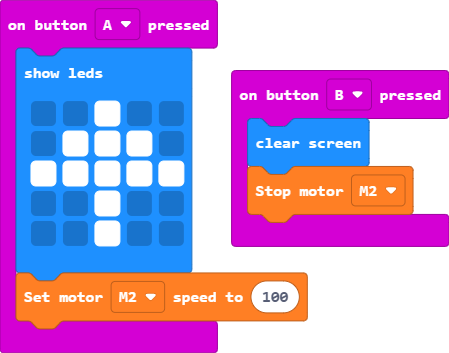 on button A pressed
show leds
Set motor M2 speed to 100
on button B pressed
clear screen
Stop motor M2